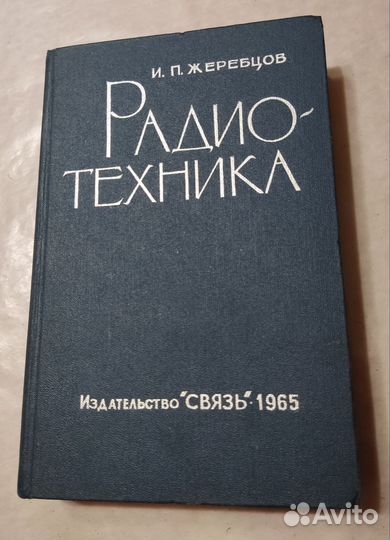 И. П. ЖЕРЕБЦОВ
РАДИО-
ТЕХНИКА
ИЗДАТЕЛЬСТВО "СВЯЗЬ"·1965
Avito